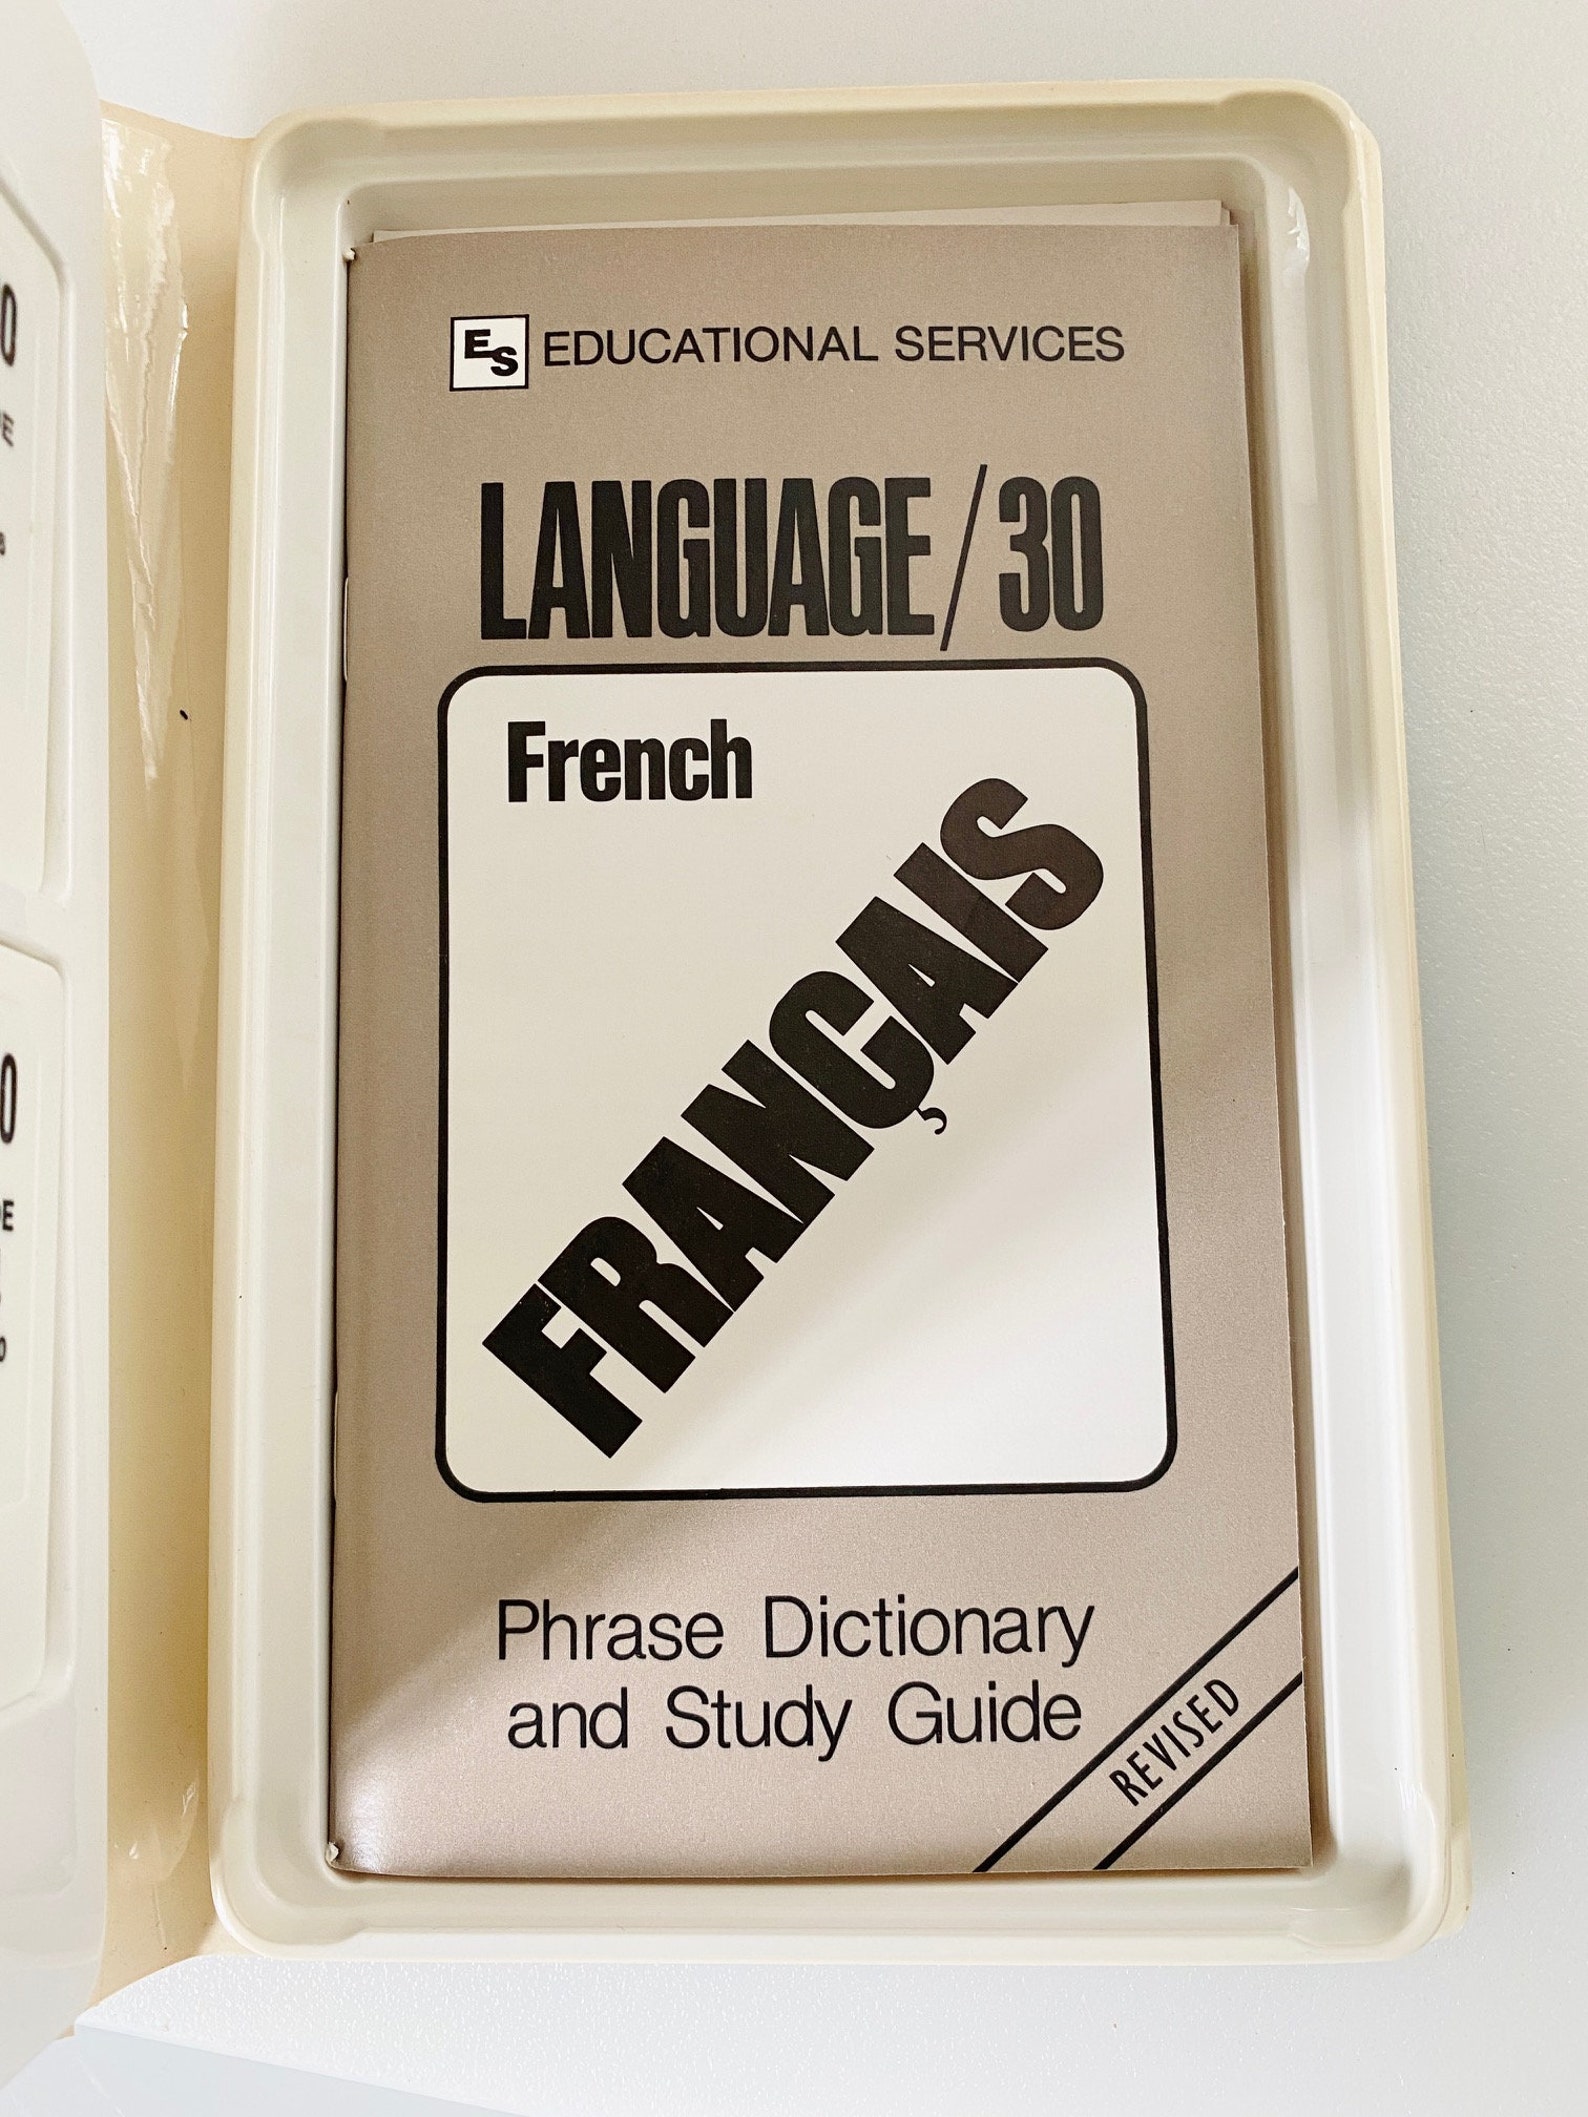 ES EDUCATIONAL SERVICES
LANGUAGE/30
French
FRANÇAIS
Phrase Dictionary
and Study Guide
REVISED